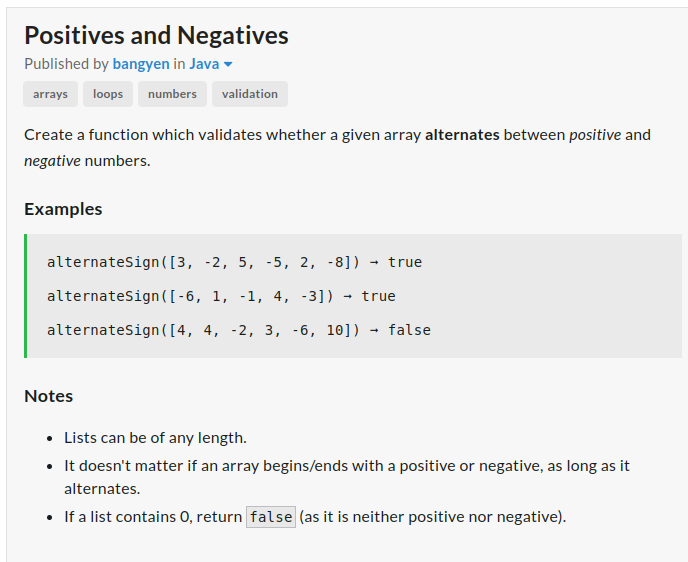 Positives and Negatives
Published by bangyen in Java
arrays loops numbers validation
Create a function which validates whether a given array alternates between positive and
negative numbers.
Examples
alternateSign([3, -2, 5, -5, 2, -8]) → true
alternateSign([-6, 1, -1, 4, -3]) → true
alternateSign([4, 4, -2, 3, -6, 10]) → false
Notes
• Lists can be of any length.
• It doesn't matter if an array begins/ends with a positive or negative, as long as it
alternates.
• If a list contains 0, return false (as it is neither positive nor negative).